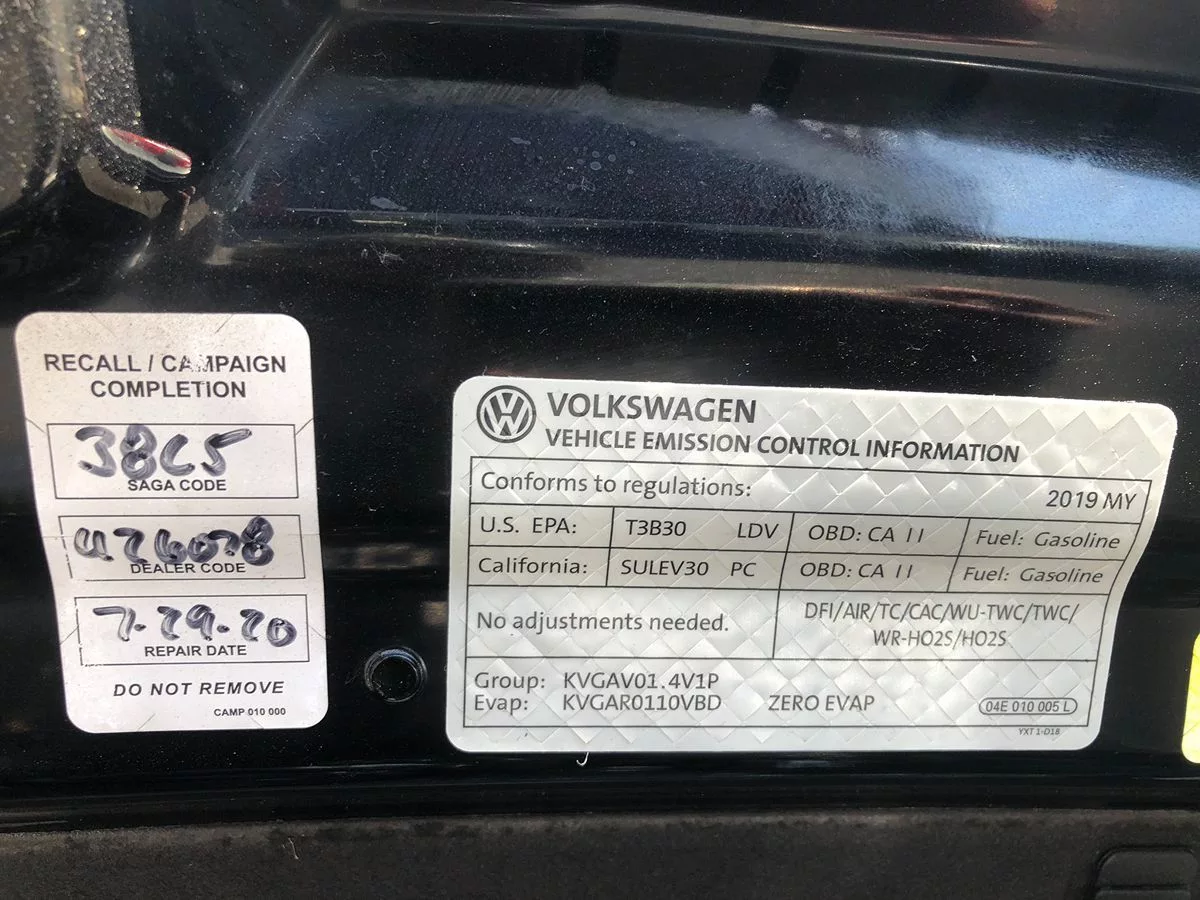 RECALL / CAMPAIGN
COMPLETION
38C5
SAGA CODE
DEALER CODE
7-29-20
REPAIR DATE
DO NOT REMOVE
CAMP 010 000
VOLKSWAGEN
VEHICLE EMISSION CONTROL INFORMATION
Conforms to regulations: 2019 MY
U.S. EPA: T3B30 LDV OBD: CA II Fuel: Gasoline
California: SULEV30 PC OBD: CA II Fuel: Gasoline
No adjustments needed.
DFI/AIR/TC/CAC/WU-TWC/TWC/
WR-HO2S/HO2S
Group: KVGAV01.4V1P
Evap: KVGAR0110VBD ZERO EVAP
04E 010 005 L
YXT 1-D18